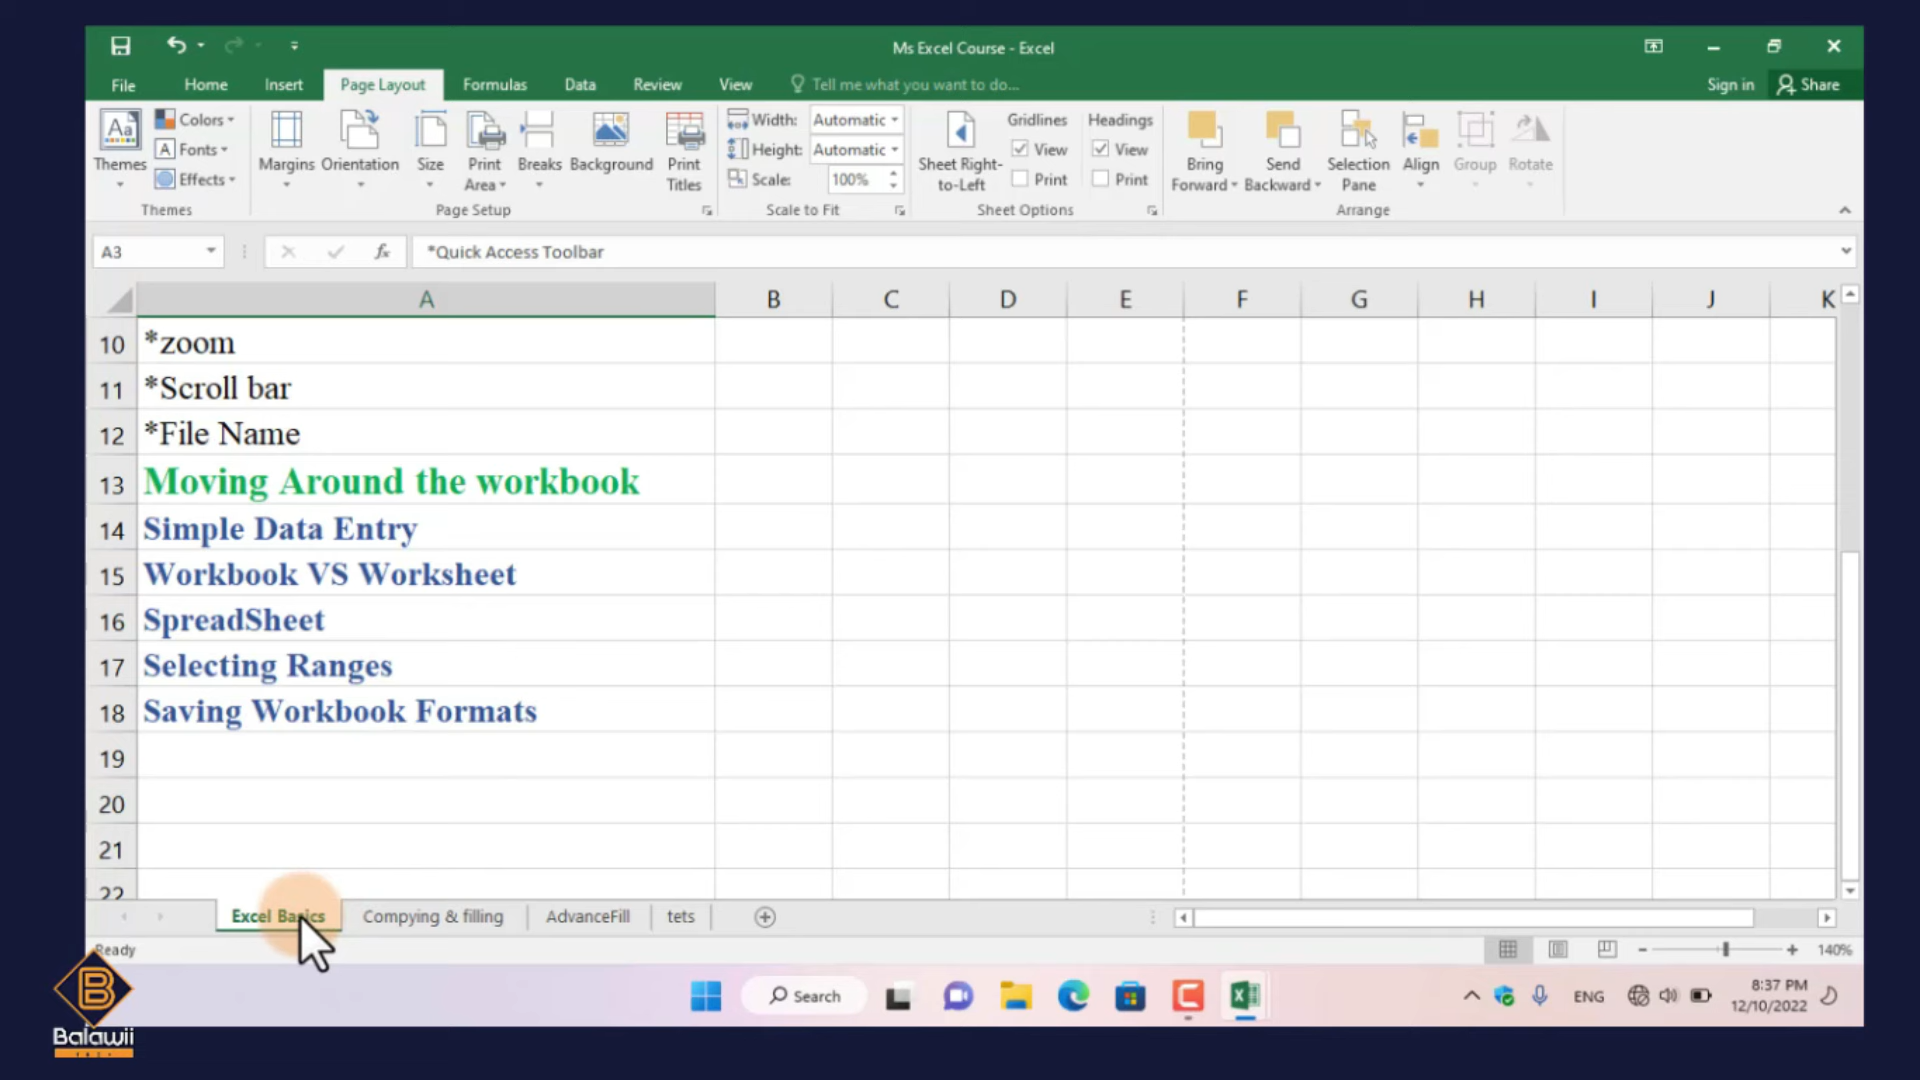 Ms Excel Course - Excel
File Home Insert Page Layout Formulas Data Review View Tell me what you want to do... Sign in Share
Themes Colors Fonts Effects
Margins Orientation Size Print Area Breaks Background Print Titles
Width: Automatic
Height: Automatic
Scale: 100%
Sheet Right-to-Left
Gridlines View Print
Headings View Print
Bring Forward Send Backward Selection Pane Align Group Rotate
Themes Page Setup Scale to Fit Sheet Options Arrange
A3 fx *Quick Access Toolbar
A B C D E F G H I J K
10 *zoom
11 *Scroll bar
12 *File Name
13 Moving Around the workbook
14 Simple Data Entry
15 Workbook VS Worksheet
16 SpreadSheet
17 Selecting Ranges
18 Saving Workbook Formats
19
20
21
22
Excel Basics Compying & filling AdvanceFill tets
Ready 140%
Search ENG 8:37 PM
12/10/2022
B
Balawii